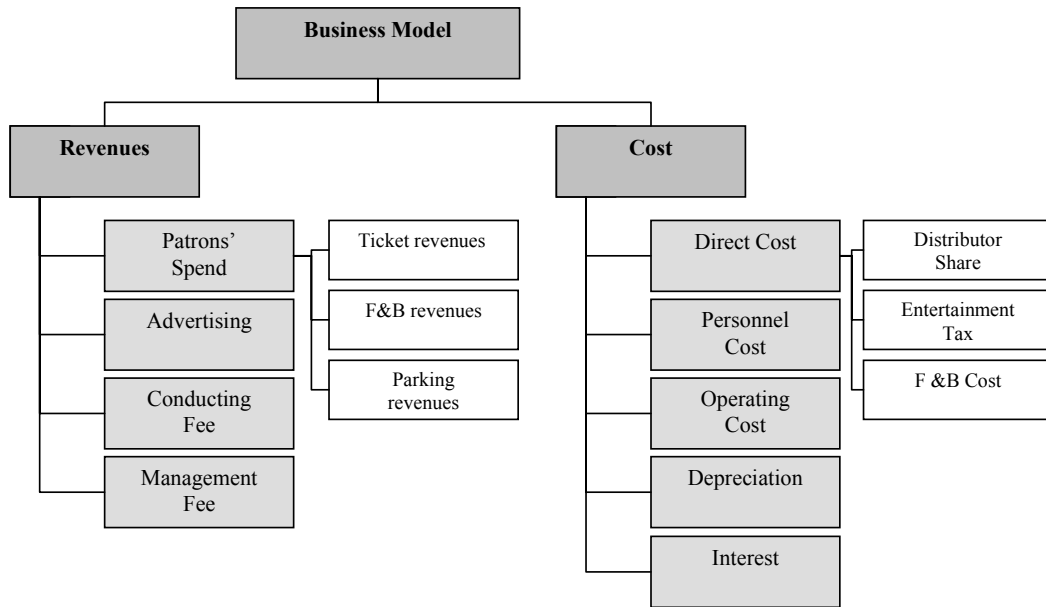 Business Model
Revenues
Cost
Patrons’
Spend
Ticket revenues
F&B revenues
Parking
revenues
Advertising
Conducting
Fee
Management
Fee
Direct Cost
Distributor
Share
Entertainment
Tax
F &B Cost
Personnel
Cost
Operating
Cost
Depreciation
Interest